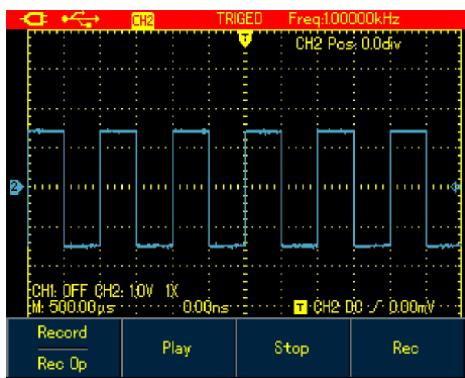 CH2 TRIGED Freq:100000kHz
T
CH2 Pos: 0.0div
2
CH1: OFF CH2: 1.0V 1X
M: 500.00µs 0.00ns T CH2 DC 0.00mV
Record Play Stop Rec
Rec Op